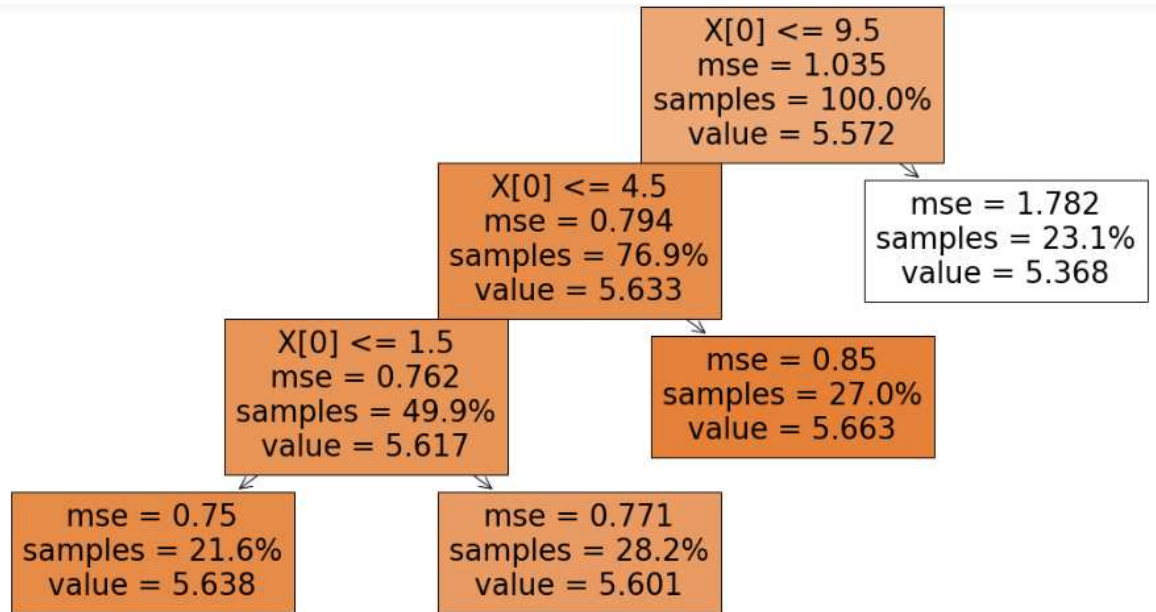 X[0] <= 9.5
mse = 1.035
samples = 100.0%
value = 5.572
X[0] <= 4.5
mse = 0.794
samples = 76.9%
value = 5.633
mse = 1.782
samples = 23.1%
value = 5.368
X[0] <= 1.5
mse = 0.762
samples = 49.9%
value = 5.617
mse = 0.85
samples = 27.0%
value = 5.663
mse = 0.75
samples = 21.6%
value = 5.638
mse = 0.771
samples = 28.2%
value = 5.601